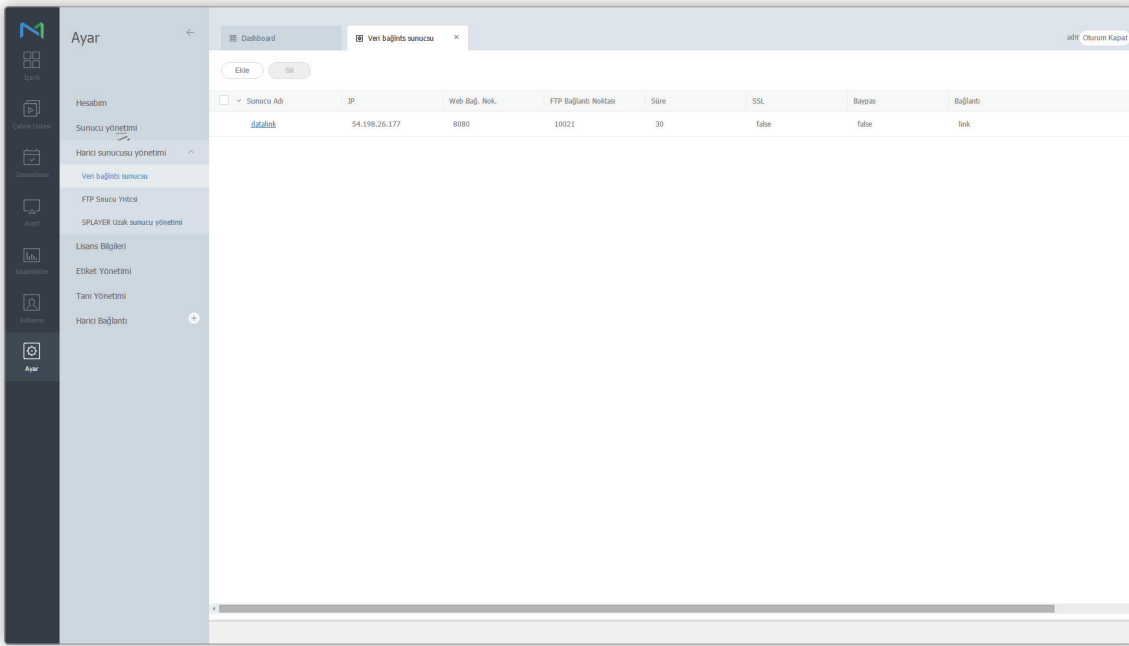 İçerik
Çalma Listesi
Zamanlama
Aygıt
İstatistikler
Kullanıcı
Ayar
Ayar
Hesabım
Sunucu yönetimi
Harici sunucusu yönetimi
Veri bağlnts sunucsu
FTP Snucu Yntcsi
SPLAYER Uzak sunucu yönetimi
Lisans Bilgileri
Etiket Yönetimi
Tanı Yönetimi
Harici Bağlantı
Dashboard
Veri bağlnts sunucsu
adm Oturum Kapat
Ekle Sil
Sunucu Adı IP Web Bağ. Nok. FTP Bağlantı Noktası Süre SSL Baypas Bağlantı
datalink 54.198.26.177 8080 10021 30 false false link